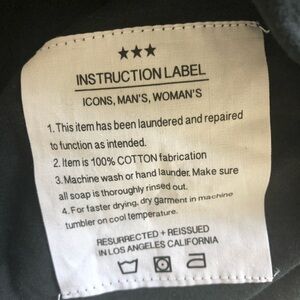 INSTRUCTION LABEL
ICONS, MAN'S, WOMAN'S
1. This item has been laundered and repaired
to function as intended.
2. Item is 100% COTTON fabrication
3. Machine wash or hand launder. Make sure
all soap is thoroughly rinsed out.
4. For faster drying, dry garment in machine
tumbler on cool temperature.
RESURRECTED + REISSUED
IN LOS ANGELES CALIFORNIA